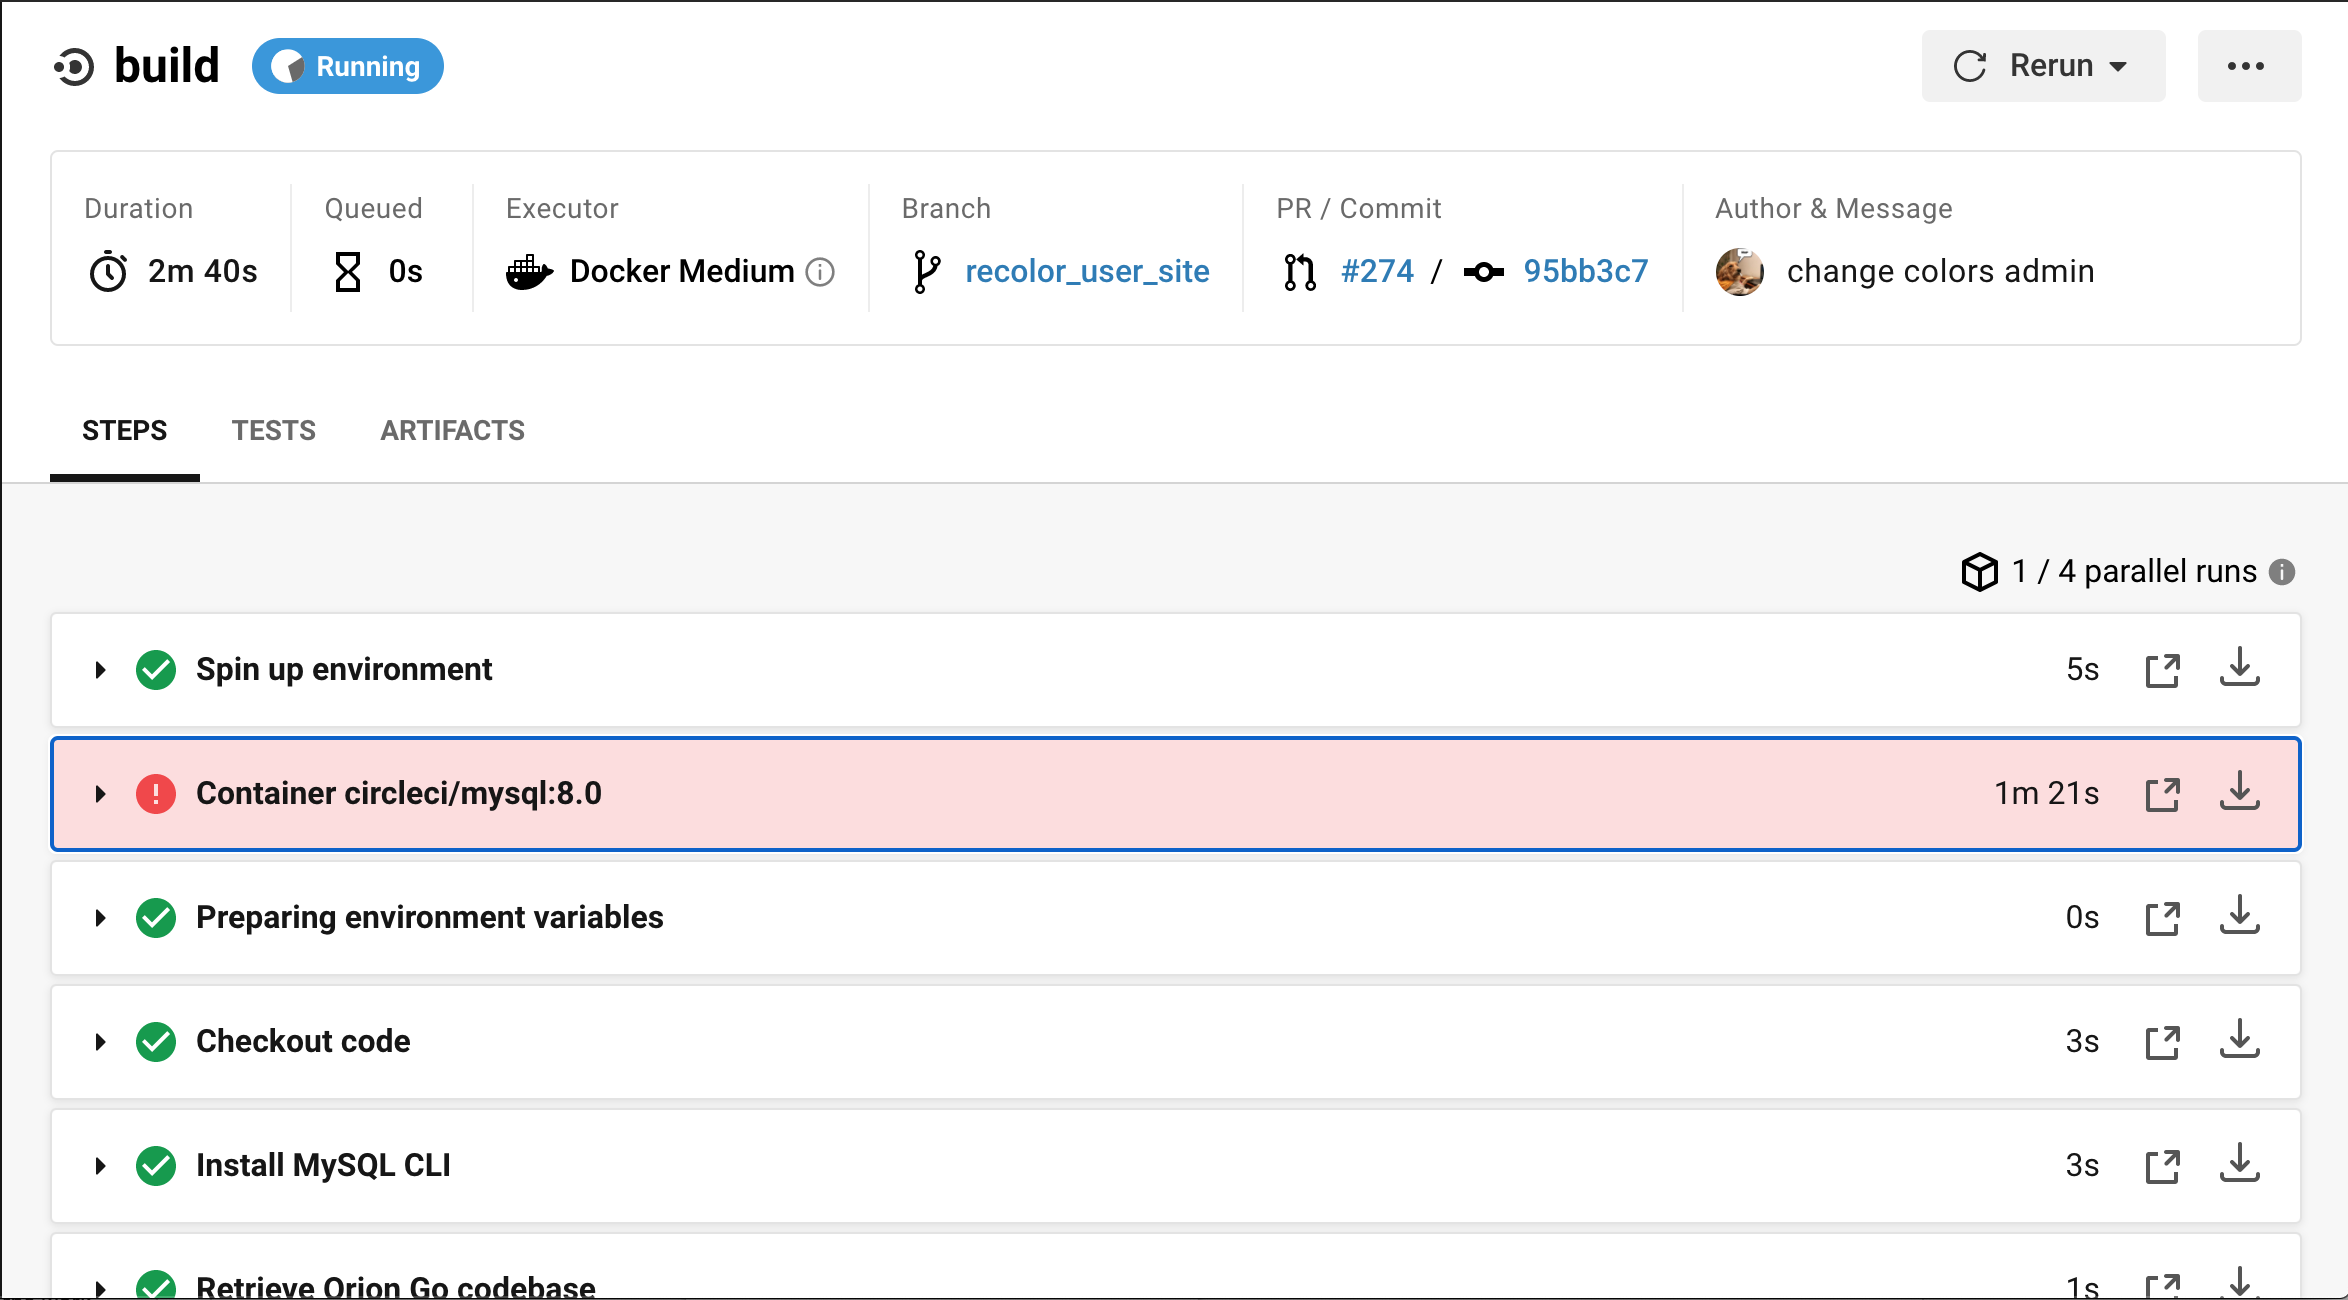 build Running Rerun
Duration Queued Executor Branch PR / Commit Author & Message
2m 40s 0s Docker Medium recolor_user_site #274 / 95bb3c7 change colors admin
STEPS TESTS ARTIFACTS
1 / 4 parallel runs
Spin up environment 5s
Container circleci/mysql:8.0 1m 21s
Preparing environment variables 0s
Checkout code 3s
Install MySQL CLI 3s
Retrieve Orion Go codebase 1s